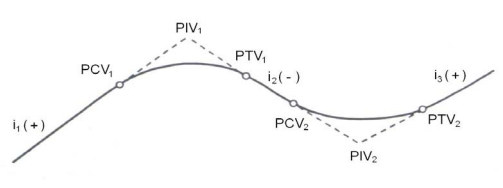 PIV₁
PCV₁
PTV₁
i₁(+)
i₂(-)
i₃(+)
PCV₂
PTV₂
PIV₂